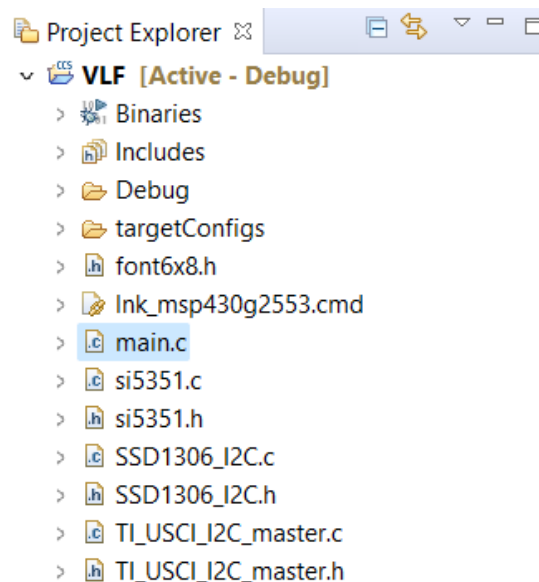 Project Explorer
VLF [Active - Debug]
Binaries
Includes
Debug
targetConfigs
font6x8.h
lnk_msp430g2553.cmd
main.c
si5351.c
si5351.h
SSD1306_I2C.c
SSD1306_I2C.h
TI_USCI_I2C_master.c
TI_USCI_I2C_master.h